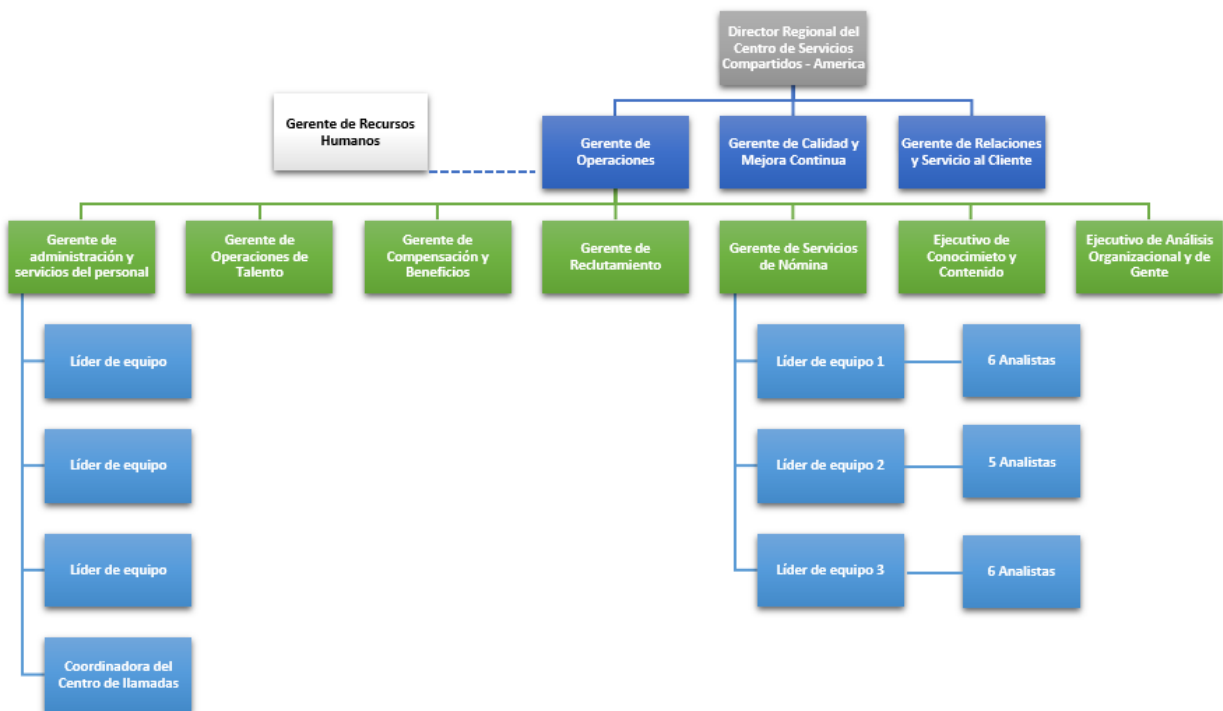 Director Regional del
Centro de Servicios
Compartidos - America
Gerente de Recursos
Humanos
Gerente de
Operaciones
Gerente de Calidad y
Mejora Continua
Gerente de Relaciones
y Servicio al Cliente
Gerente de
administración y
servicios del personal
Gerente de
Operaciones de
Talento
Gerente de
Compensación y
Beneficios
Gerente de
Reclutamiento
Gerente de Servicios
de Nómina
Ejecutivo de
Conocimieto y
Contenido
Ejecutivo de Análisis
Organizacional y de
Gente
Líder de equipo
Líder de equipo 1
6 Analistas
Líder de equipo
Líder de equipo 2
5 Analistas
Líder de equipo
Líder de equipo 3
6 Analistas
Coordinadora del
Centro de llamadas